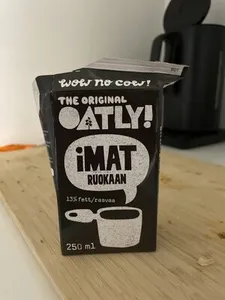 wow no cow!
THE ORIGINAL
OATLY!
iMAT
RUOKAAN
13% fett/rasvaa
250 ml